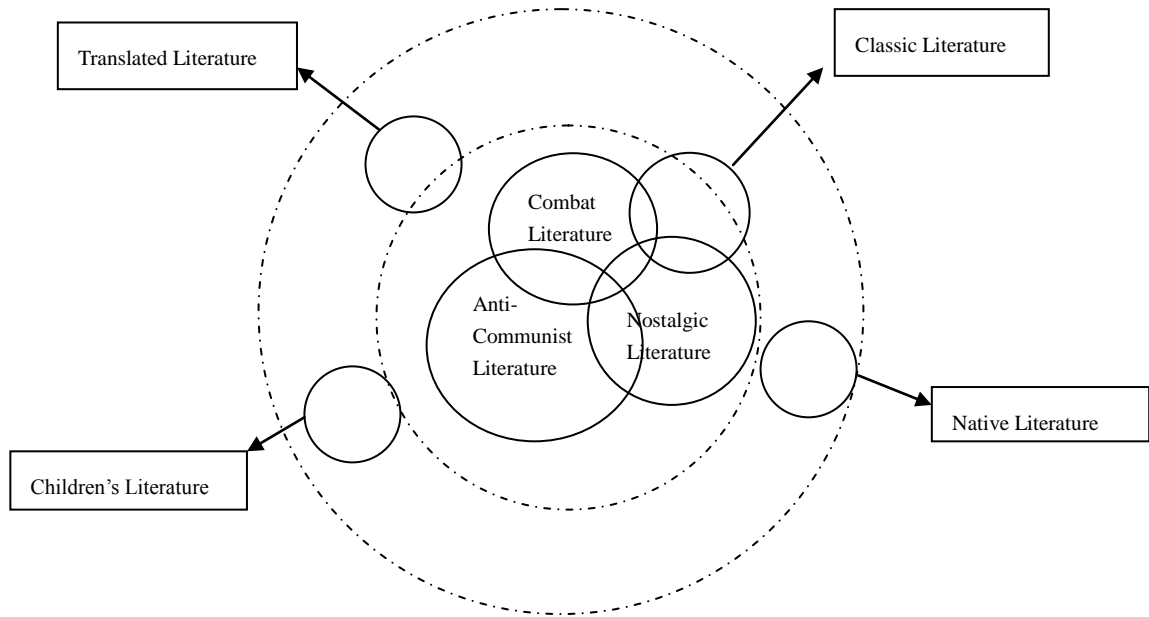 Translated Literature
Classic Literature
Combat
Literature
Anti-
Communist
Literature
Nostalgic
Literature
Native Literature
Children’s Literature